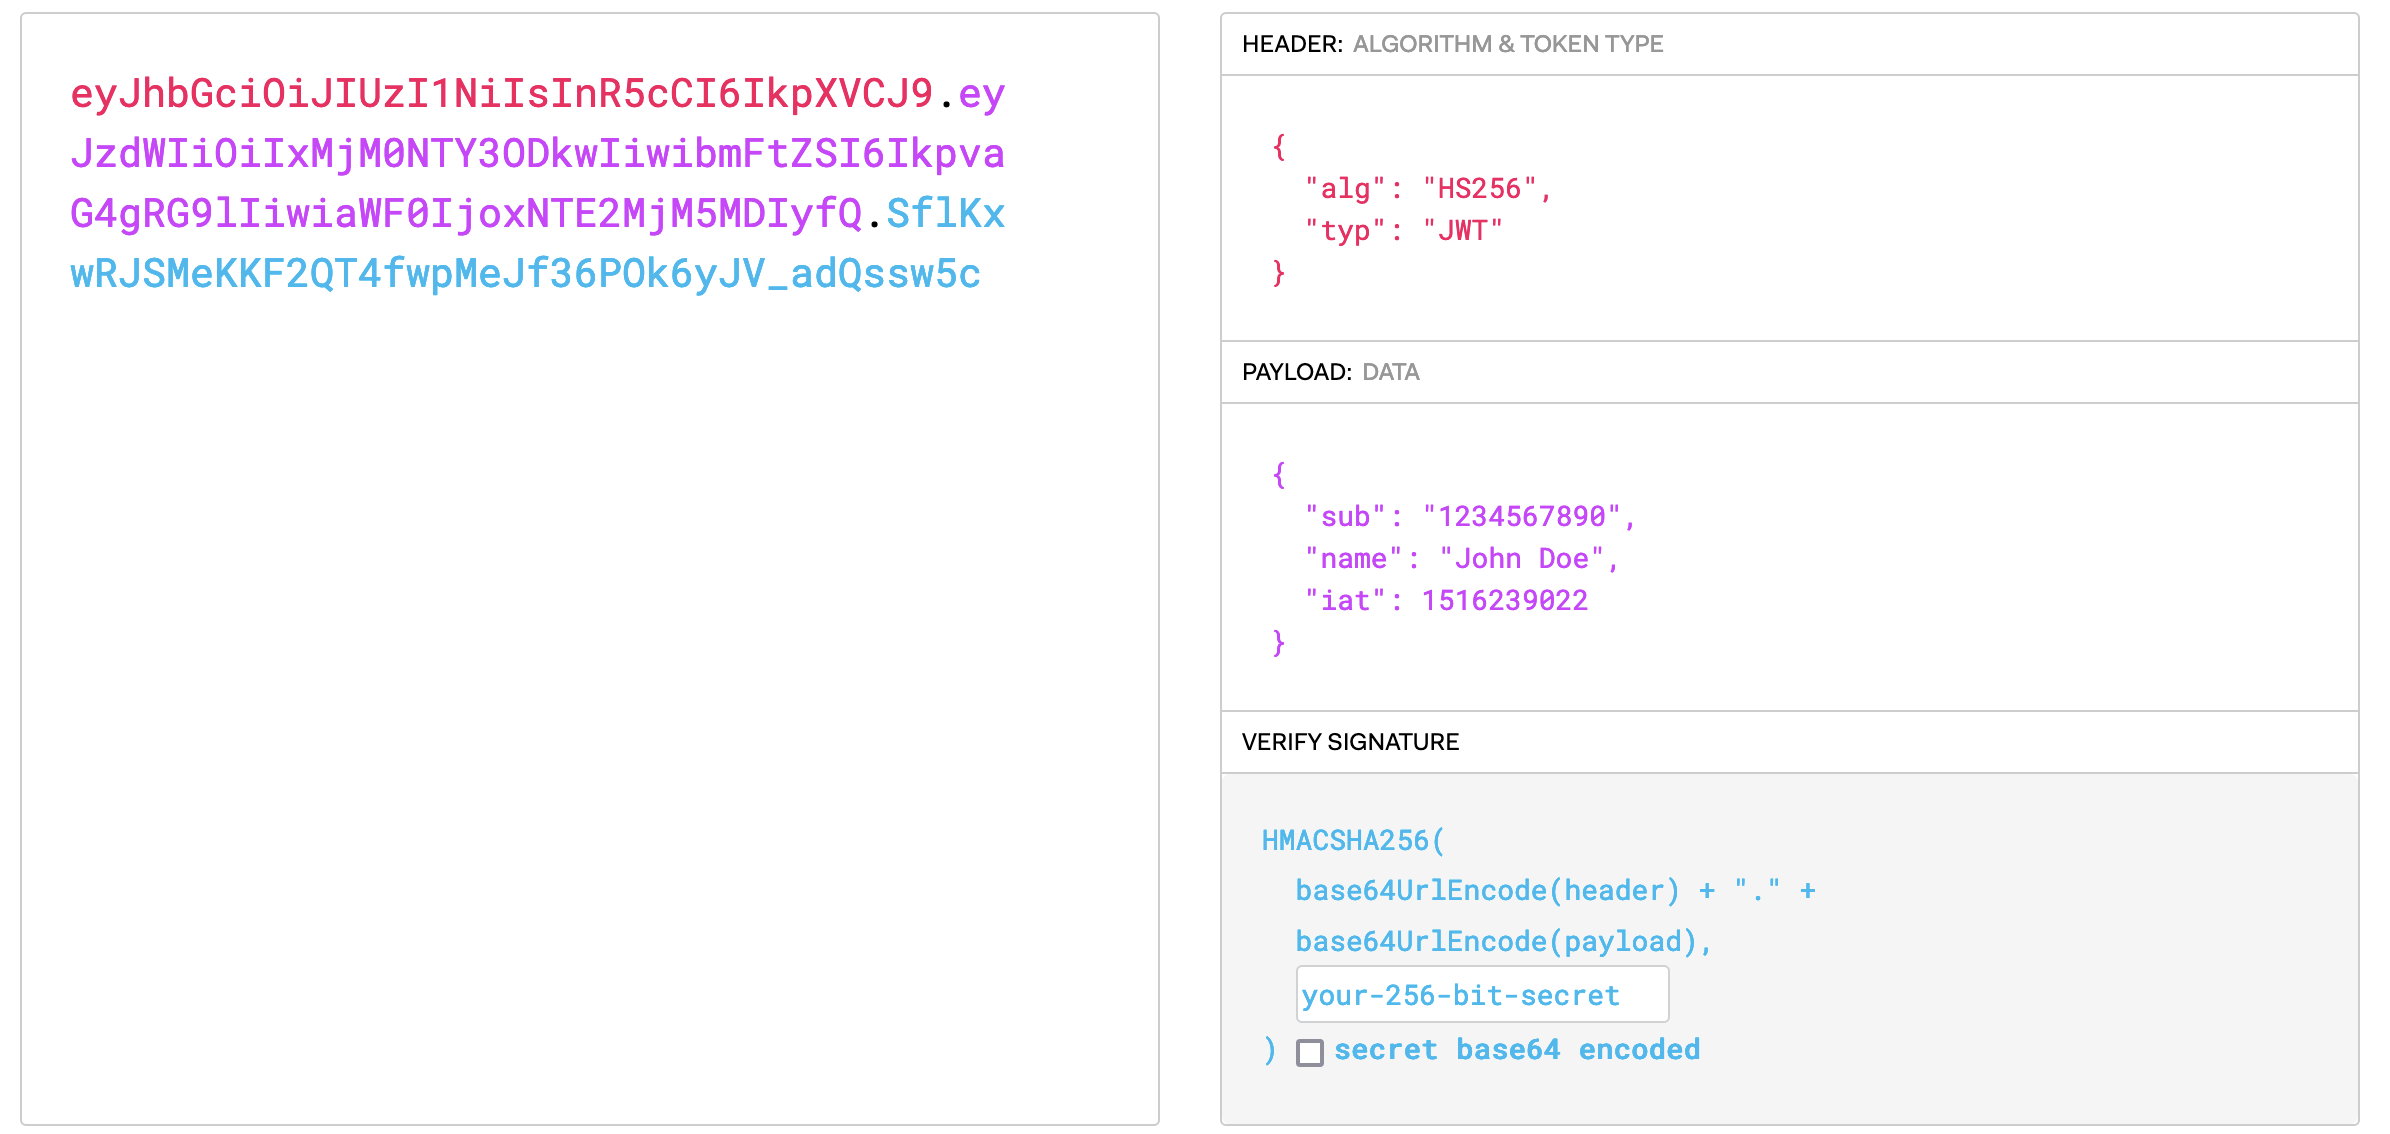 eyJhbGciOiJIUzI1NiIsInR5cCI6IkpXVCJ9.ey
JzdWIiOiIxMjM0NTY3ODkwIiwibmFtZSI6Ikpva
G4gRG9lIiwiaWF0IjoxNTE2MjM5MDIyfQ.SflKx
wRJSMeKKF2QT4fwpMeJf36POk6yJV_adQssw5c
HEADER: ALGORITHM & TOKEN TYPE
{
  "alg": "HS256",
  "typ": "JWT"
}
PAYLOAD: DATA
{
  "sub": "1234567890",
  "name": "John Doe",
  "iat": 1516239022
}
VERIFY SIGNATURE
HMACSHA256(
  base64UrlEncode(header) + "." +
  base64UrlEncode(payload),
  your-256-bit-secret
) secret base64 encoded